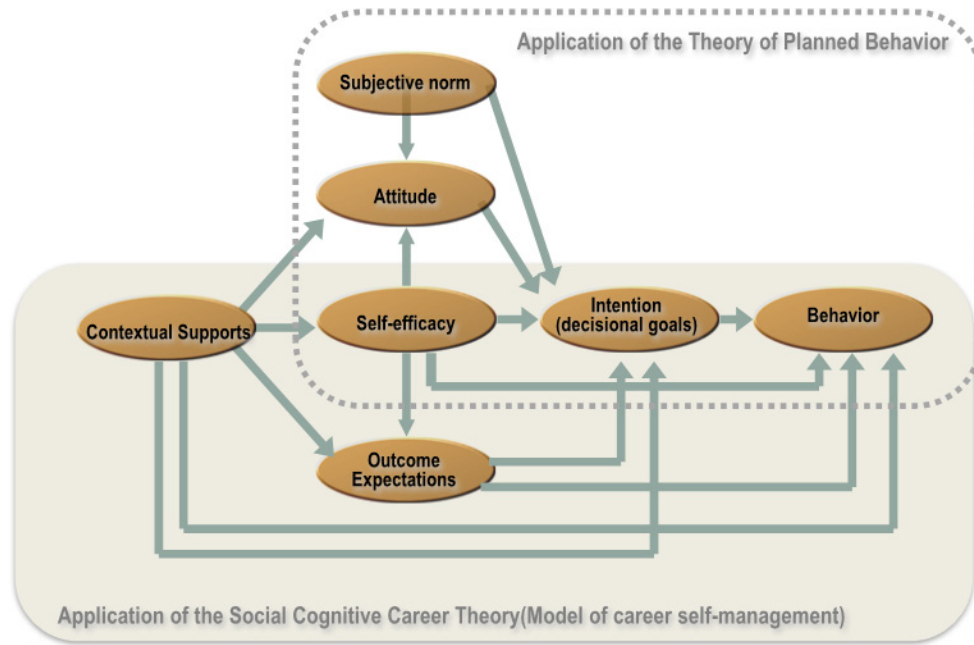 Application of the Theory of Planned Behavior
Subjective norm
Attitude
Contextual Supports
Self-efficacy
Intention
(decisional goals)
Behavior
Outcome
Expectations
Application of the Social Cognitive Career Theory(Model of career self-management)